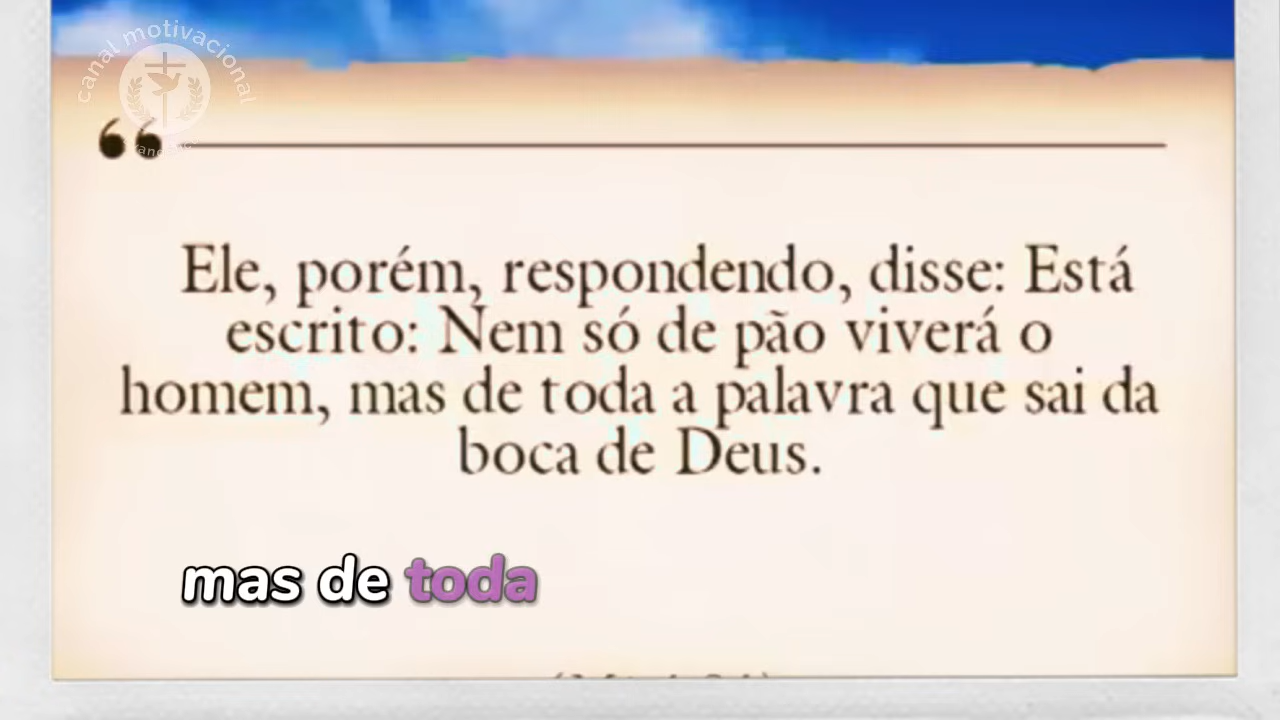 canal motivacional
Ele, porém, respondendo, disse: Está
escrito: Nem só de pão viverá o
homem, mas de toda a palavra que sai da
boca de Deus.
mas de toda